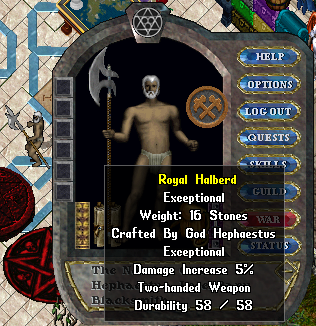 HELP
OPTIONS
LOG OUT
QUESTS
SKILLS
GUILD
WAR
STATUS
Royal Halberd
Exceptional
Weight: 16 Stones
Crafted By God Hephaestus
Exceptional
Damage Increase 5%
Two-handed Weapon
Durability 58 / 58